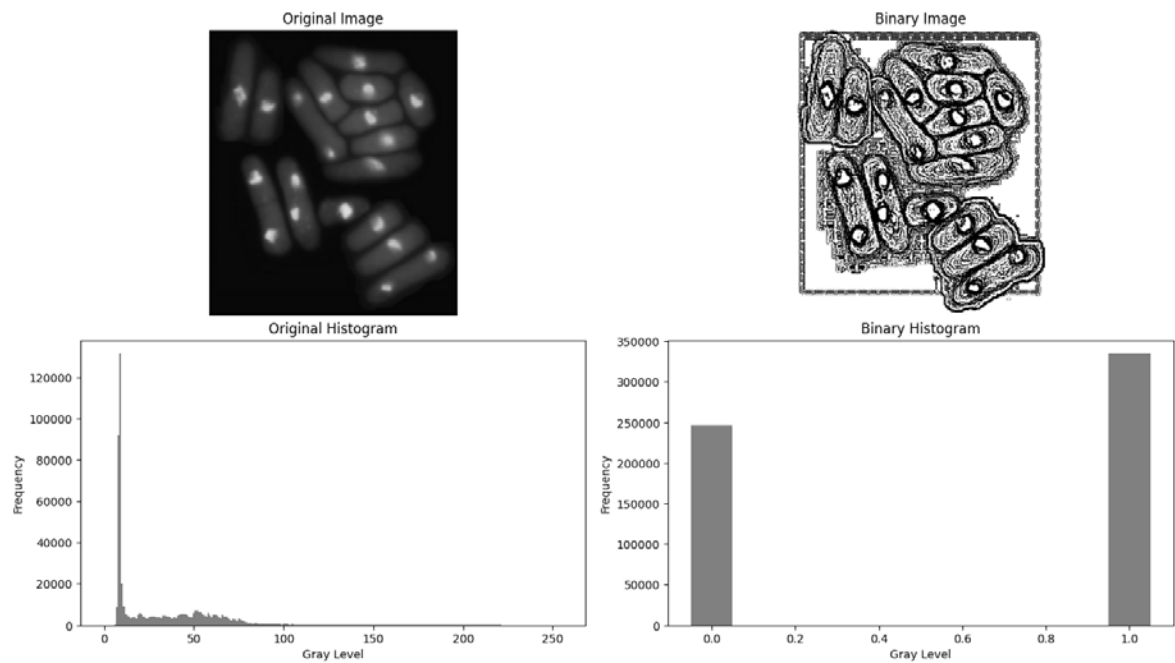 Original Image
Binary Image
Original Histogram
Binary Histogram
120000
100000
80000
60000
40000
20000
0
Frequency
0 50 100 150 200 250
Gray Level
350000
300000
250000
200000
150000
100000
50000
0
Frequency
0.0 0.2 0.4 0.6 0.8 1.0
Gray Level